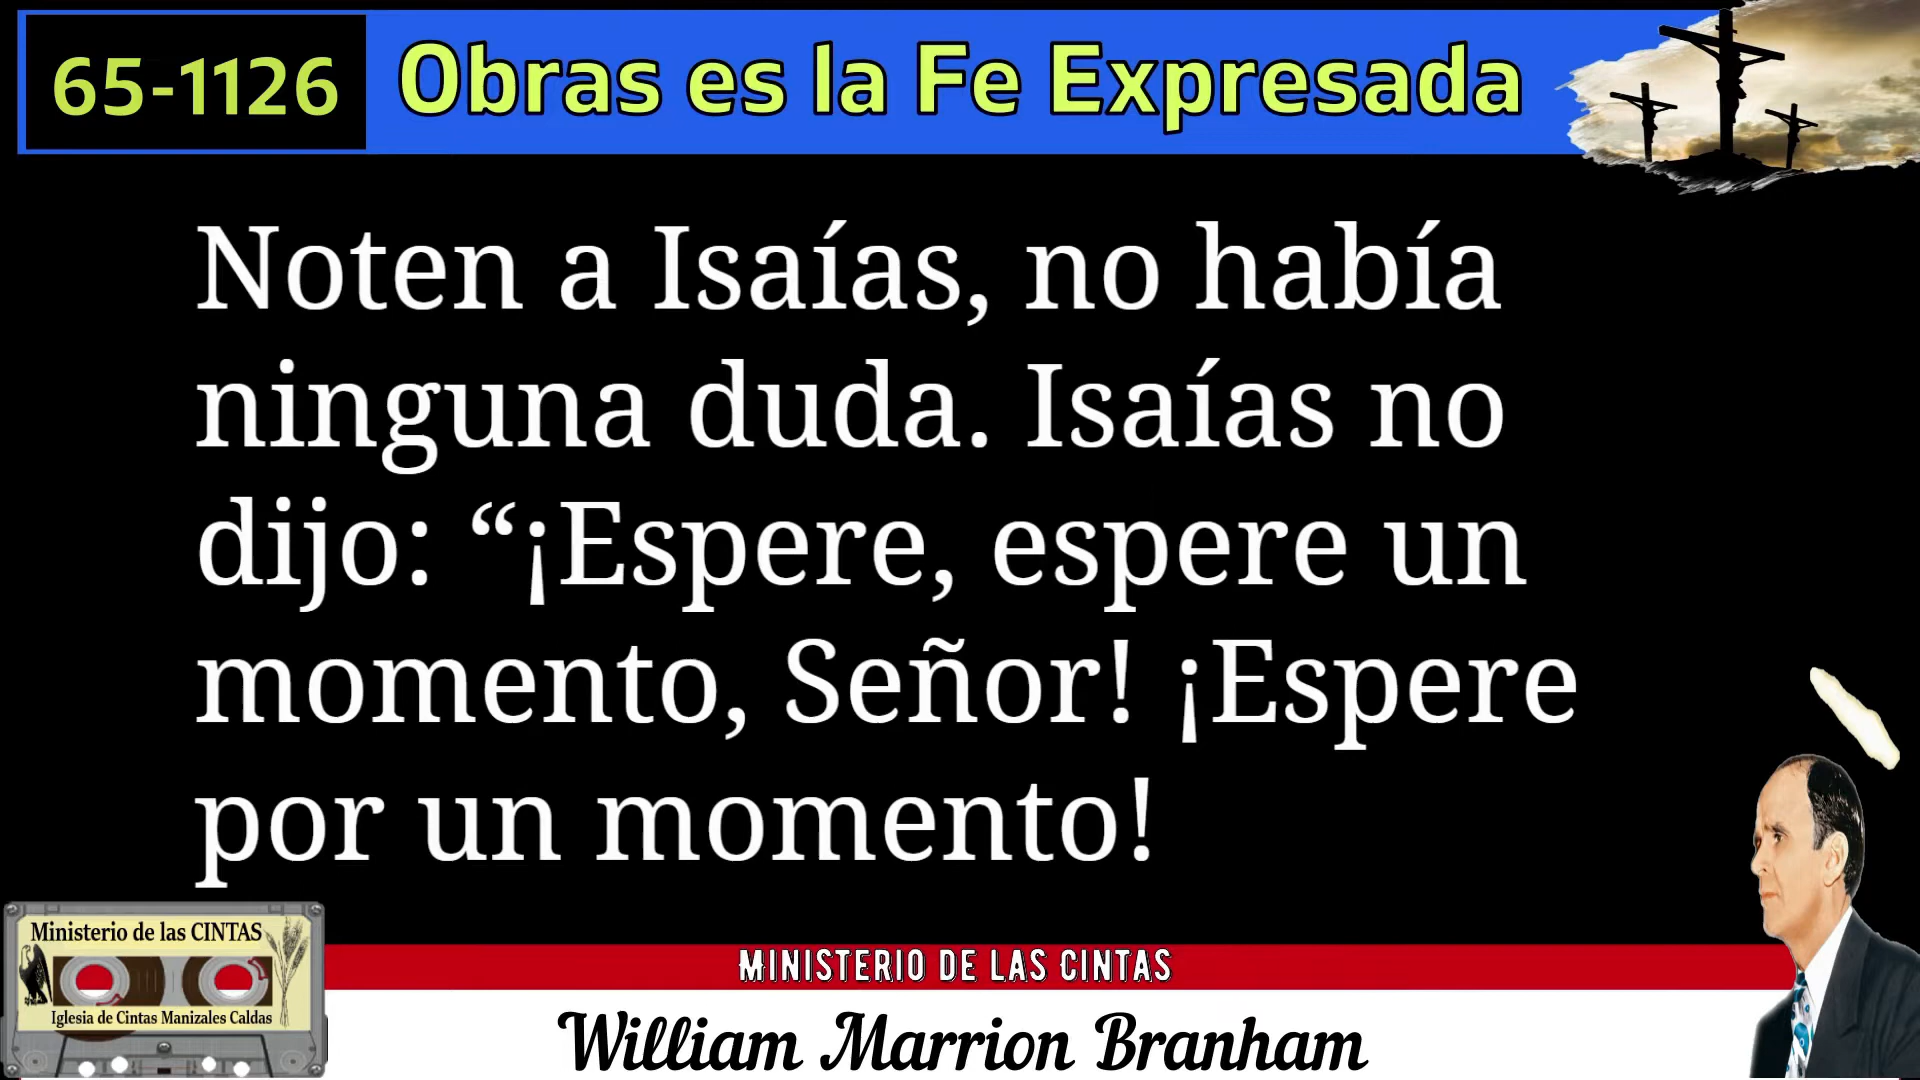 65-1126
Obras es la Fe Expresada
Noten a Isaías, no había
ninguna duda. Isaías no
dijo: “¡Espere, espere un
momento, Señor! ¡Espere
por un momento!
Ministerio de las CINTAS
Iglesia de Cintas Manizales Caldas
MINISTERIO DE LAS CINTAS
William Marrion Branham